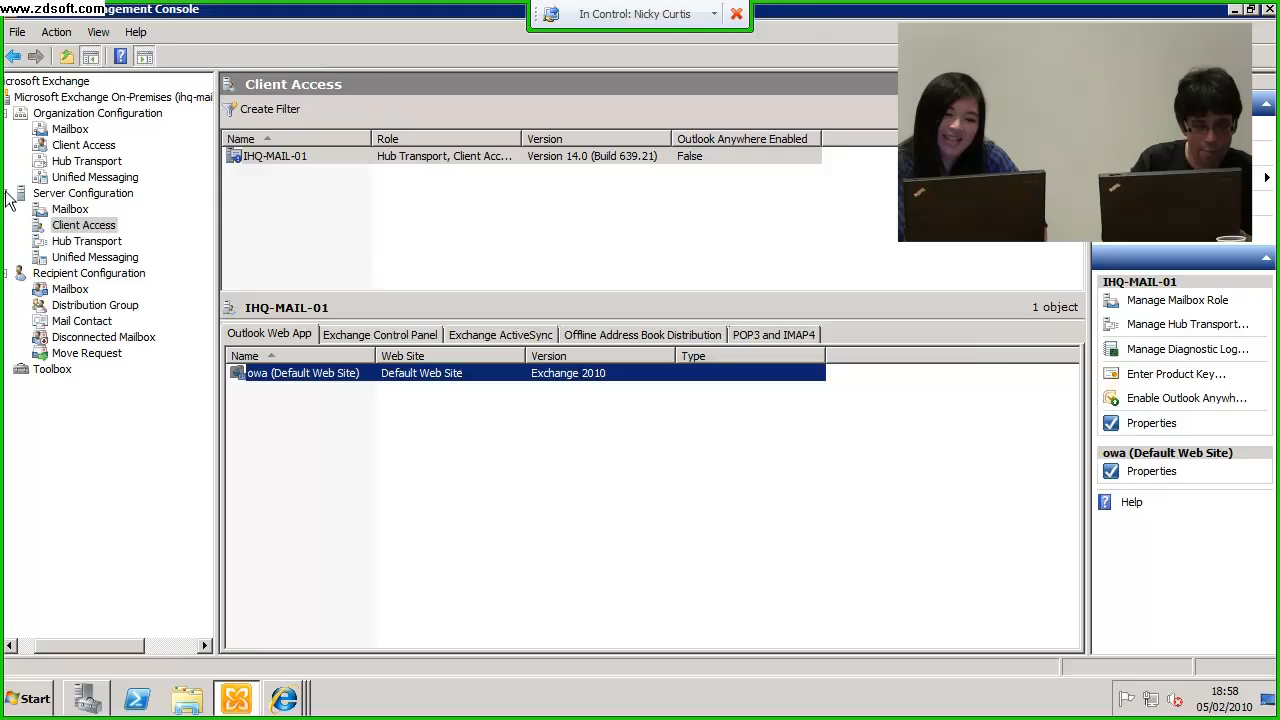 www.zdsoft.com
agement Console
In Control: Nicky Curtis
File Action View Help
icrosoft Exchange
Microsoft Exchange On-Premises (ihq-mai
Organization Configuration
Mailbox
Client Access
Hub Transport
Unified Messaging
Server Configuration
Mailbox
Client Access
Hub Transport
Unified Messaging
Recipient Configuration
Mailbox
Distribution Group
Mail Contact
Disconnected Mailbox
Move Request
Toolbox
Client Access
Create Filter
Name Role Version Outlook Anywhere Enabled
IHQ-MAIL-01 Hub Transport, Client Acc... Version 14.0 (Build 639.21) False
IHQ-MAIL-01 1 object
Outlook Web App Exchange Control Panel Exchange ActiveSync Offline Address Book Distribution POP3 and IMAP4
Name Web Site Version Type
owa (Default Web Site) Default Web Site Exchange 2010
IHQ-MAIL-01
Manage Mailbox Role
Manage Hub Transport...
Manage Diagnostic Log...
Enter Product Key...
Enable Outlook Anywh...
Properties
owa (Default Web Site)
Properties
Help
Start
18:58
05/02/2010